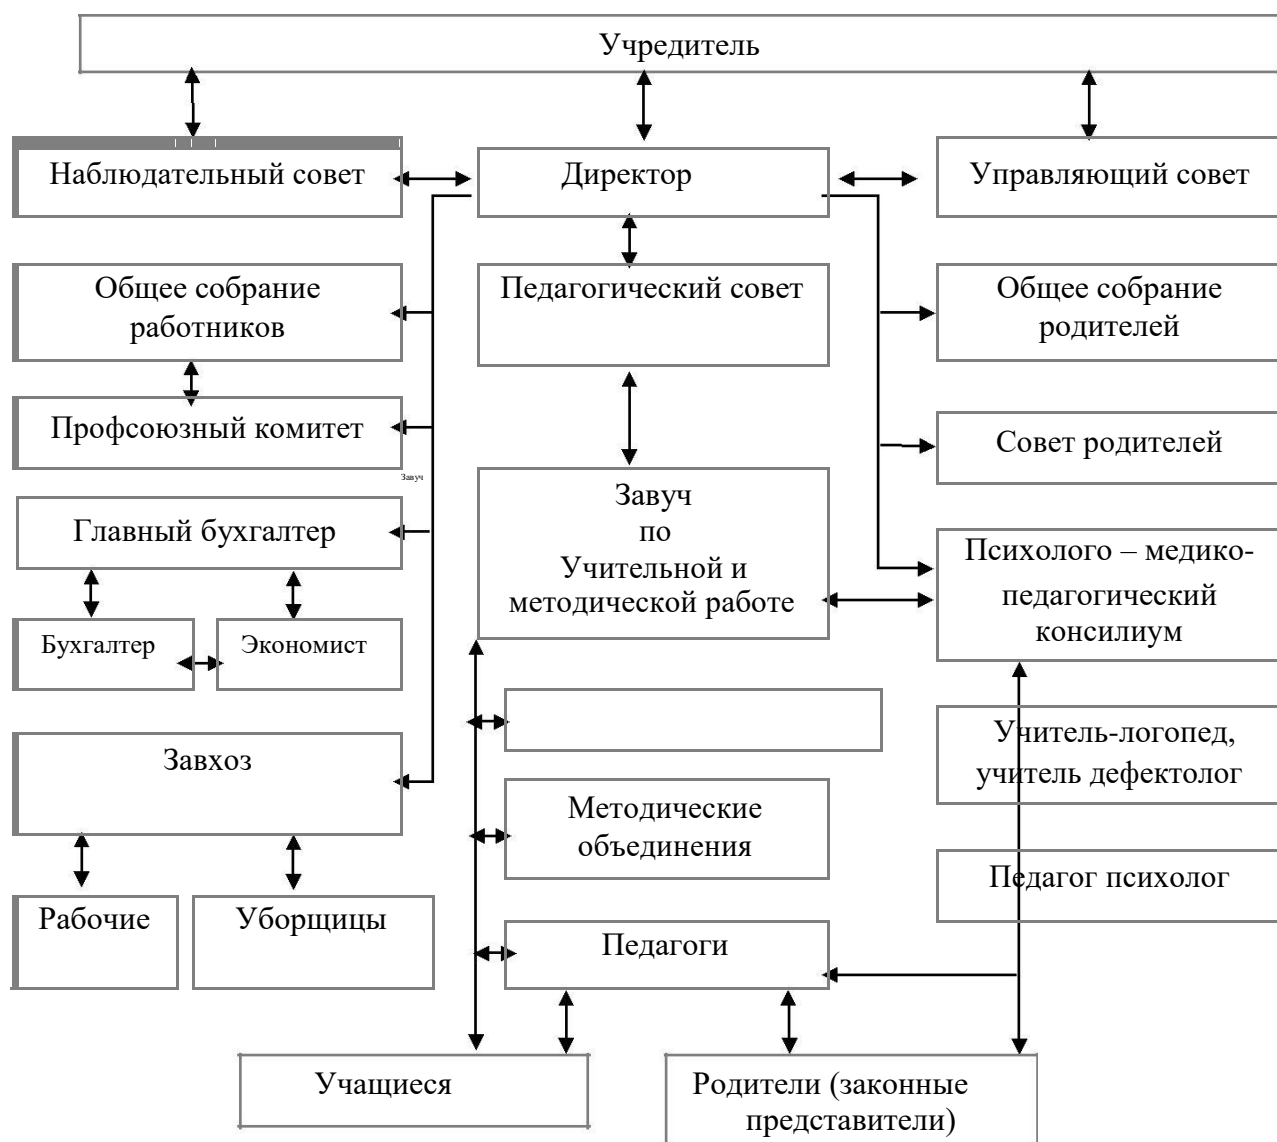 Учредитель
Наблюдательный совет
Директор
Управляющий совет
Общее собрание
работников
Педагогический совет
Общее собрание
родителей
Профсоюзный комитет
Совет родителей
Завуч
Главный бухгалтер
Завуч
по
Учительной и
методической работе
Психолого – медико-
педагогический
консилиум
Бухгалтер
Экономист
Завхоз
Учитель-логопед,
учитель дефектолог
Методические
объединения
Педагог психолог
Рабочие
Уборщицы
Педагоги
Учащиеся
Родители (законные
представители)